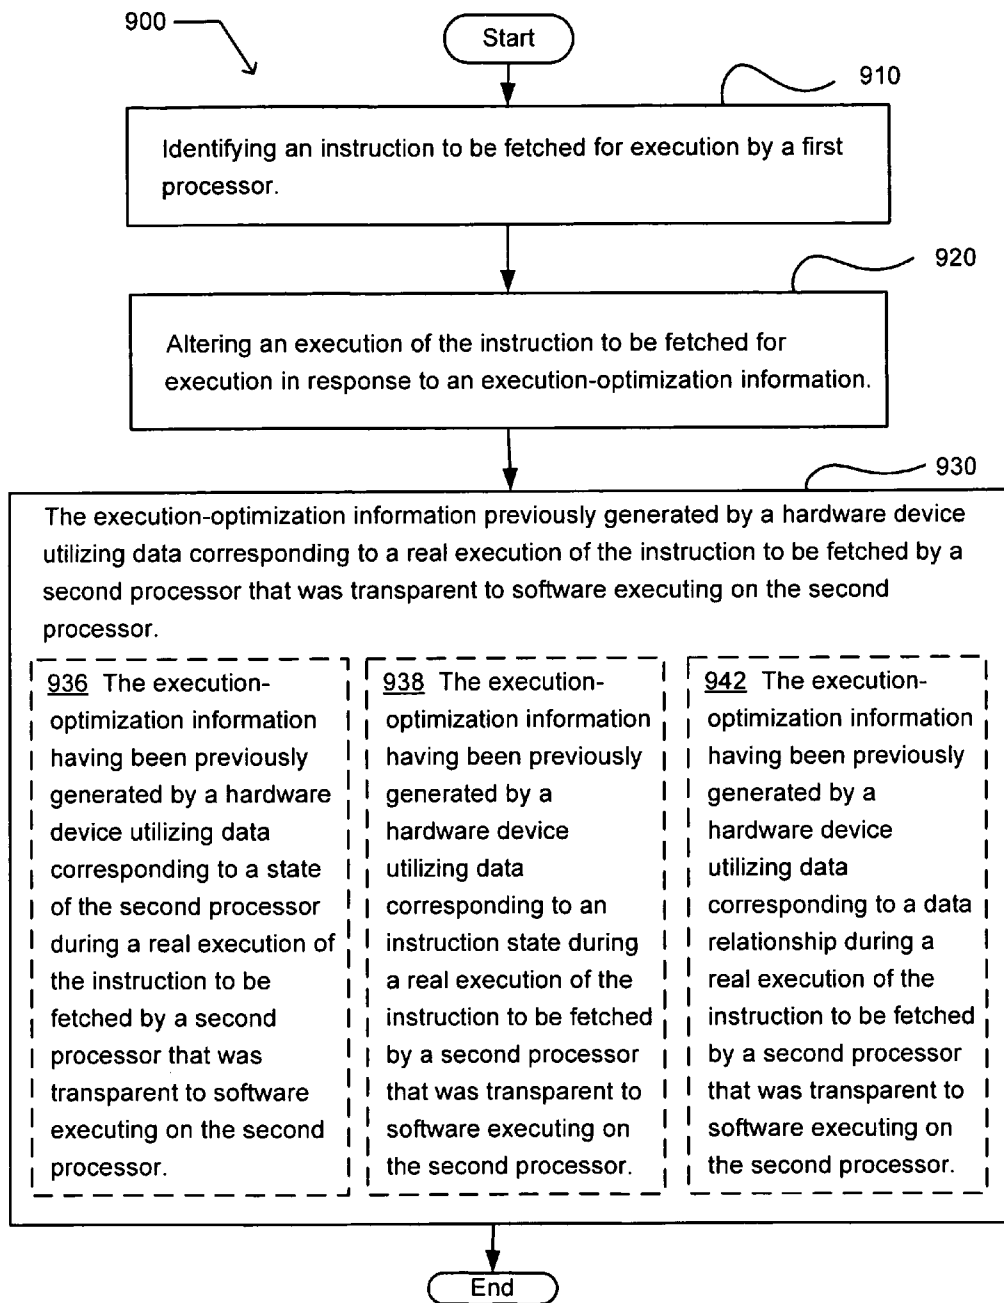 900
Start
910
Identifying an instruction to be fetched for execution by a first
processor.
920
Altering an execution of the instruction to be fetched for
execution in response to an execution-optimization information.
930
The execution-optimization information previously generated by a hardware device
utilizing data corresponding to a real execution of the instruction to be fetched by a
second processor that was transparent to software executing on the second
processor.
936 The execution-
optimization information
having been previously
generated by a hardware
device utilizing data
corresponding to a state
of the second processor
during a real execution of
the instruction to be
fetched by a second
processor that was
transparent to software
executing on the second
processor.
938 The execution-
optimization information
having been previously
generated by a
hardware device
utilizing data
corresponding to an
instruction state during
a real execution of the
instruction to be fetched
by a second processor
that was transparent to
software executing on
the second processor.
942 The execution-
optimization information
having been previously
generated by a
hardware device
utilizing data
corresponding to a data
relationship during a
real execution of the
instruction to be fetched
by a second processor
that was transparent to
software executing on
the second processor.
End